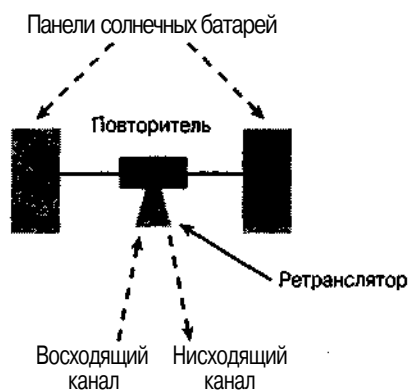 Панели солнечных батарей
Повторитель
Ретранслятор
Восходящий Нисходящий
канал канал